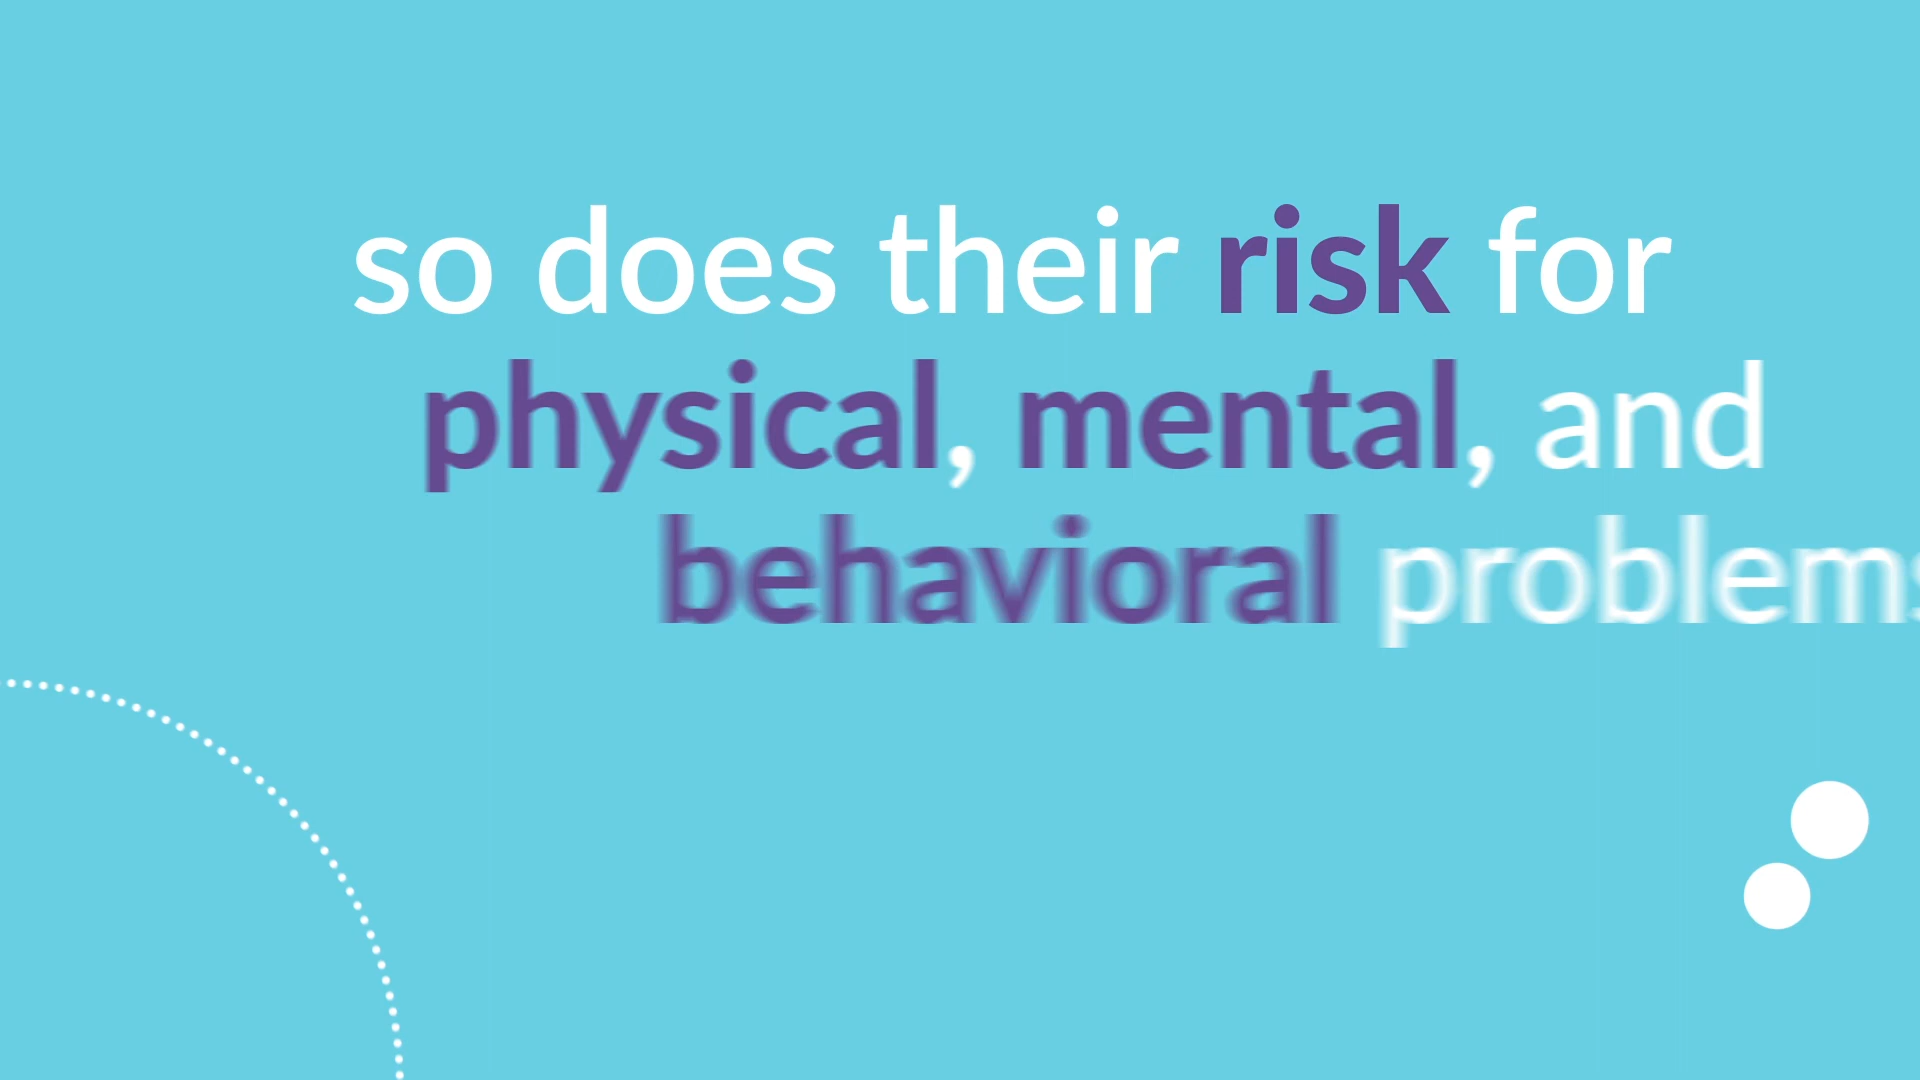 so does their risk for
physical, mental, and
behavioral problems